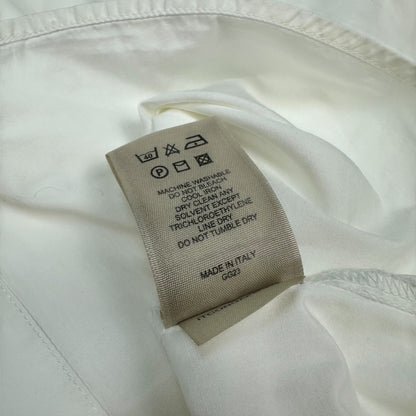 40
P
MACHINE WASHABLE
DO NOT BLEACH
COOL IRON
DRY CLEAN ANY
SOLVENT EXCEPT
TRICHLOROETHYLENE
LINE DRY
DO NOT TUMBLE DRY
MADE IN ITALY
GG23